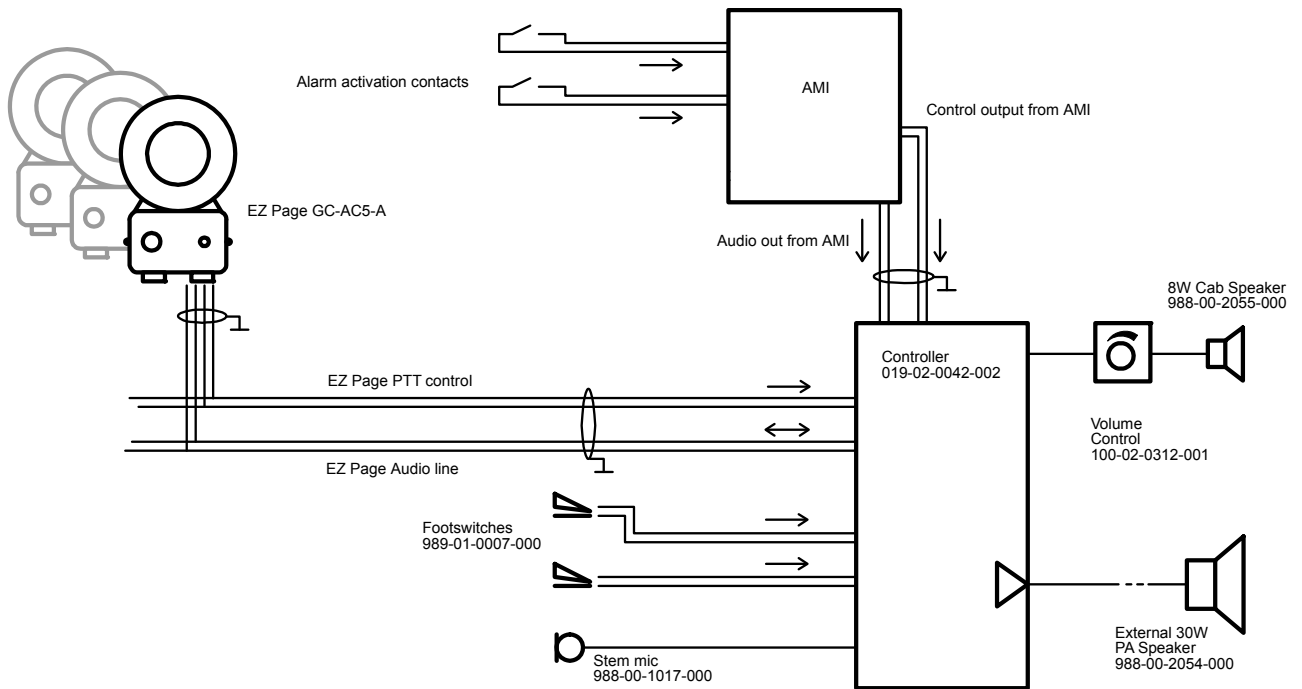 Alarm activation contacts
AMI
Control output from AMI
EZ Page GC-AC5-A
Audio out from AMI
8W Cab Speaker
988-00-2055-000
Controller
019-02-0042-002
EZ Page PTT control
Volume
Control
100-02-0312-001
EZ Page Audio line
Footswitches
989-01-0007-000
External 30W
PA Speaker
988-00-2054-000
Stem mic
988-00-1017-000